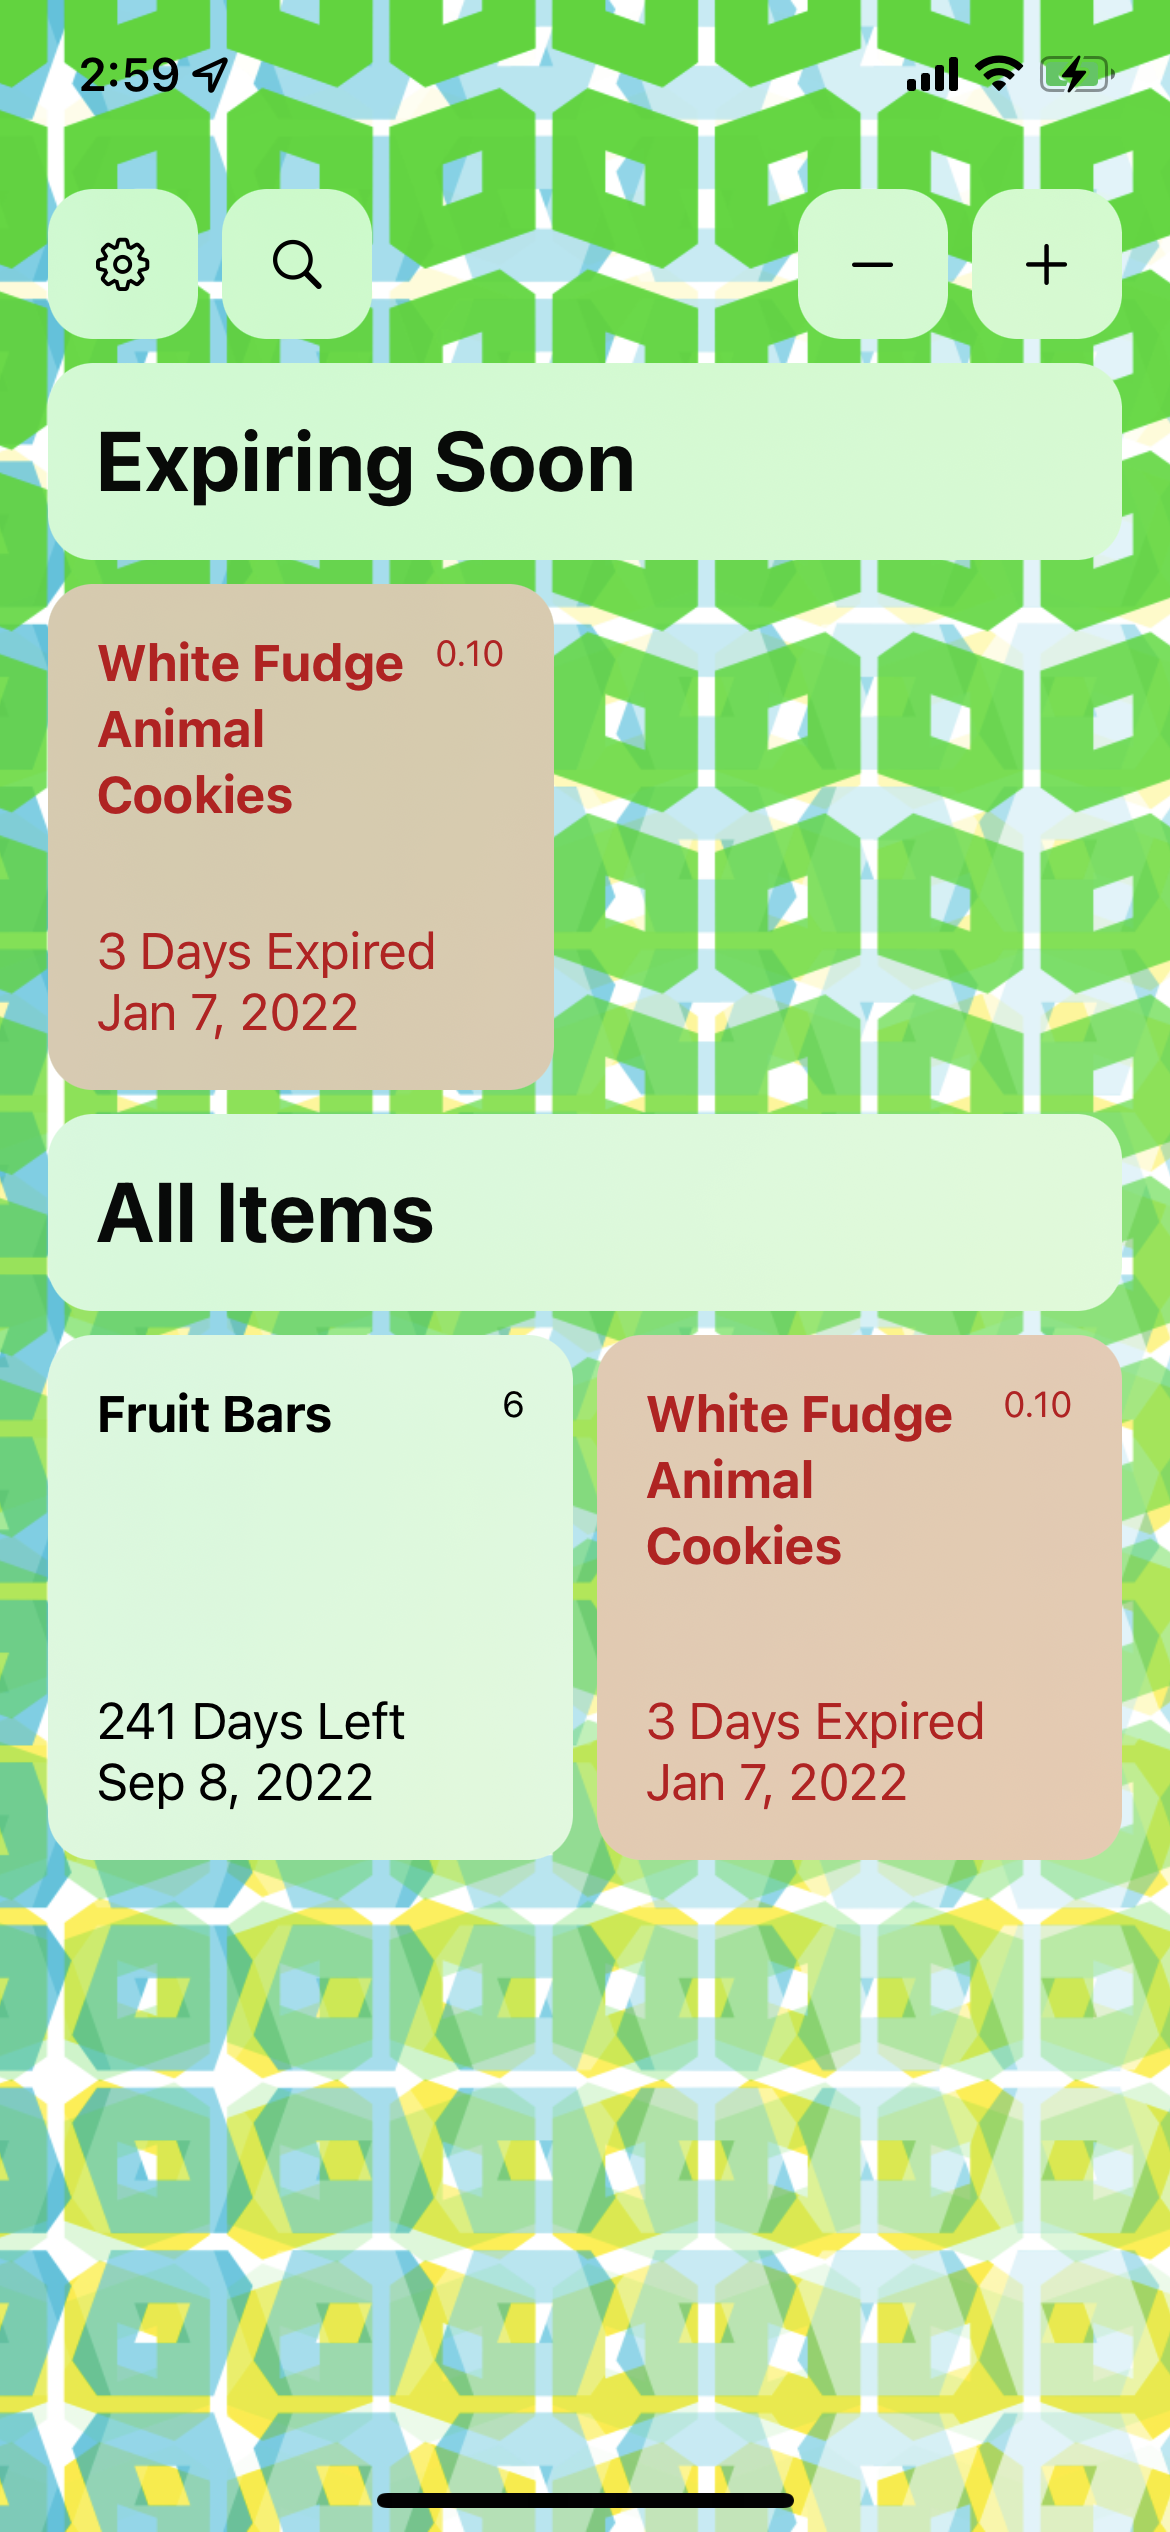 2:59
Expiring Soon
White Fudge 0.10
Animal
Cookies
3 Days Expired
Jan 7, 2022
All Items
Fruit Bars 6
241 Days Left
Sep 8, 2022
White Fudge 0.10
Animal
Cookies
3 Days Expired
Jan 7, 2022